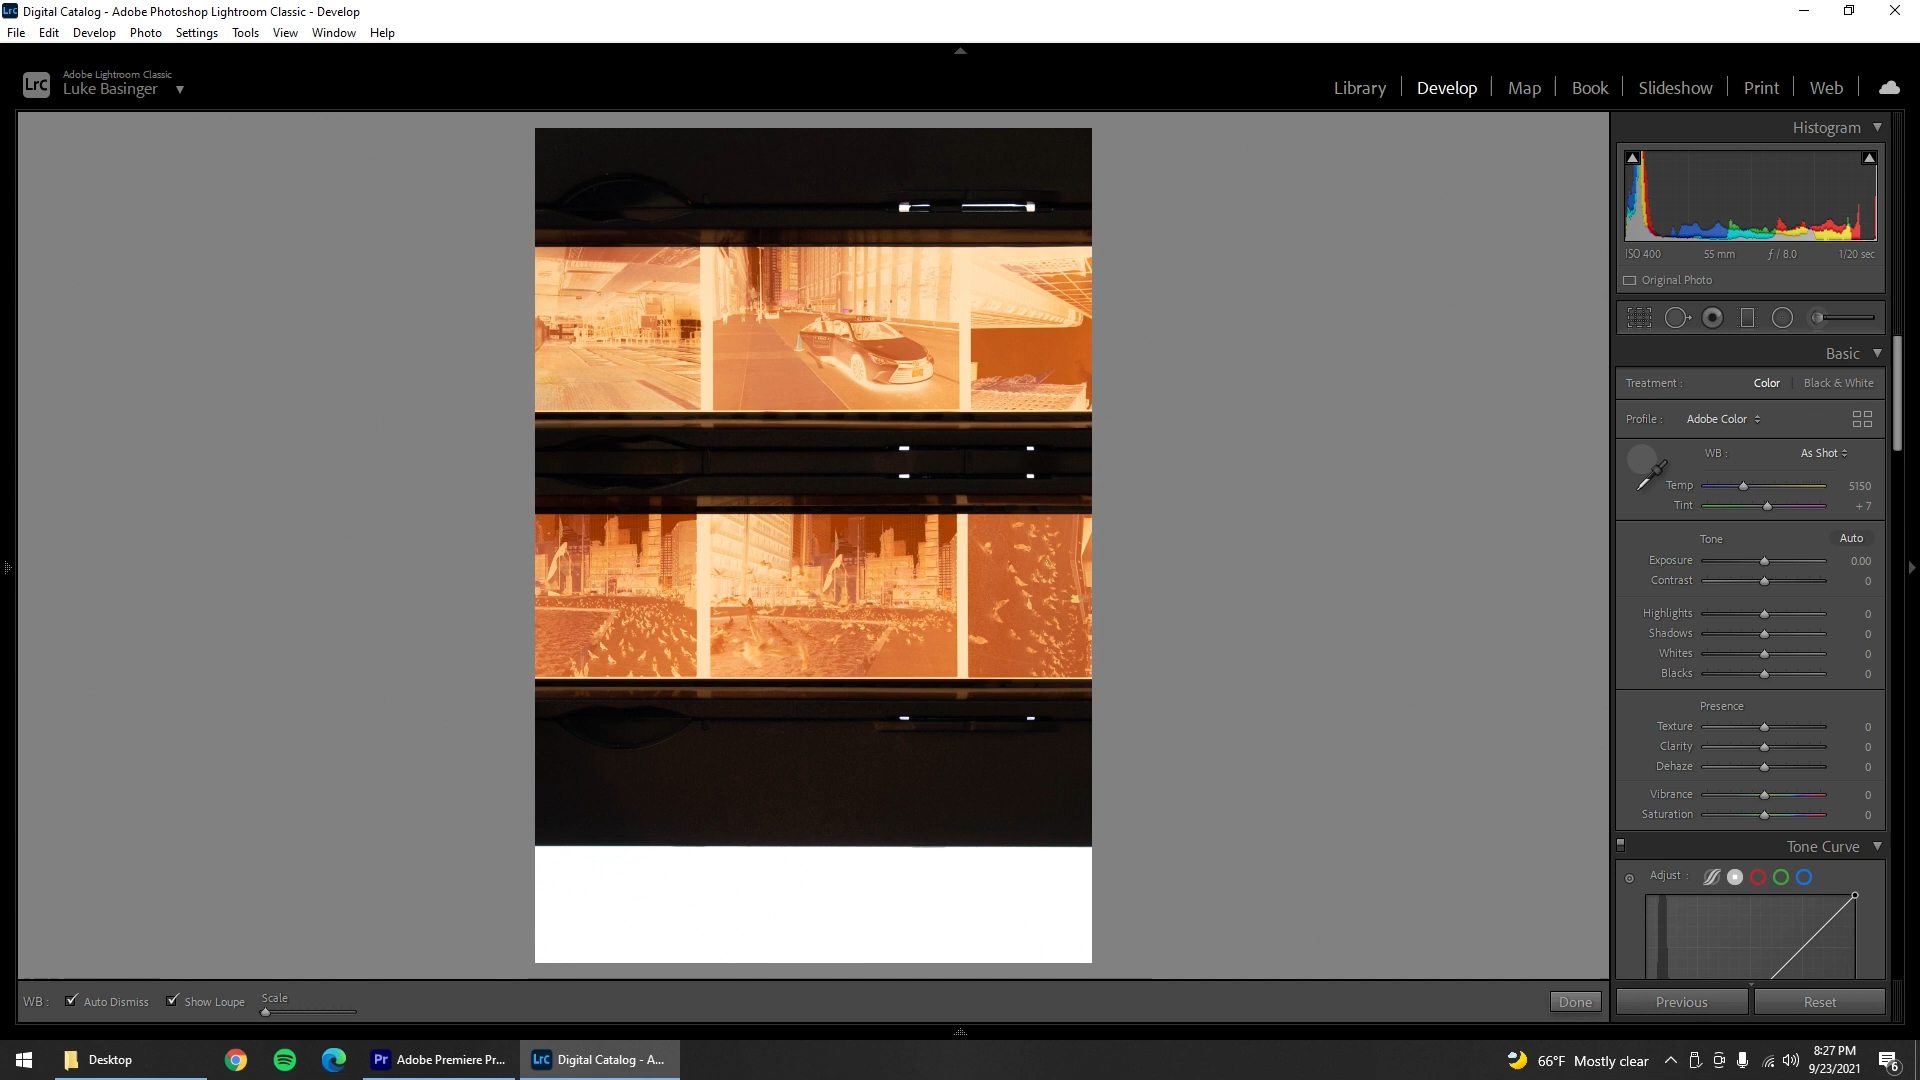 Lrc Digital Catalog - Adobe Photoshop Lightroom Classic - Develop
File Edit Develop Photo Settings Tools View Window Help
LrC Adobe Lightroom Classic
Luke Basinger
Library Develop Map Book Slideshow Print Web
Histogram
ISO 400 55 mm ƒ / 8.0 1/20 sec
Original Photo
Basic
Treatment : Color Black & White
Profile : Adobe Color
WB : As Shot
Temp 5150
Tint + 7
Tone Auto
Exposure 0.00
Contrast 0
Highlights 0
Shadows 0
Whites 0
Blacks 0
Presence
Texture 0
Clarity 0
Dehaze 0
Vibrance 0
Saturation 0
Tone Curve
Adjust :
WB : Auto Dismiss Show Loupe Scale Done
Previous Reset
Desktop Pr Adobe Premiere Pr... LrC Digital Catalog - A... 66°F Mostly clear 8:27 PM
9/23/2021 6